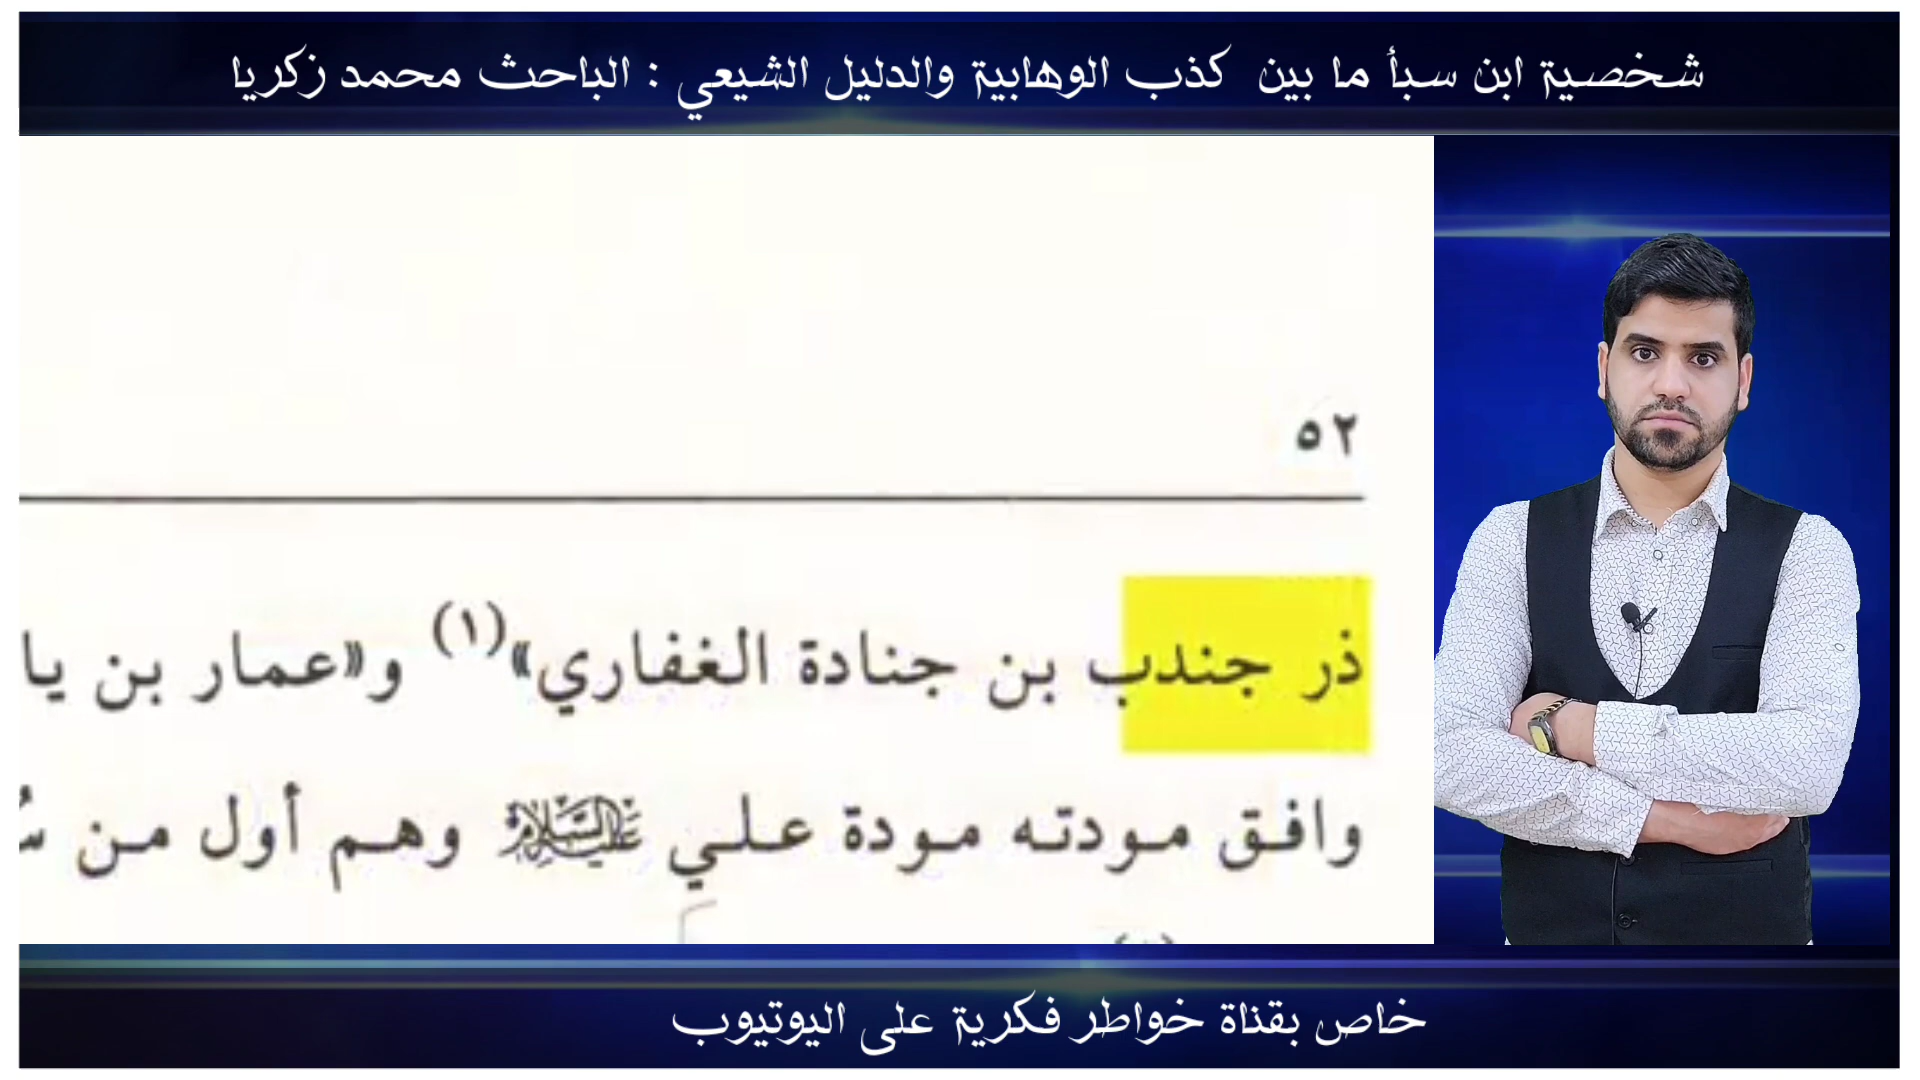 شخصية ابن سبأ ما بين كذب الوهابية والدليل الشيعي : الباحث محمد زكريا
٥٢
ذر جندب بن جنادة الغفاري»(١) و«عمار بن يا
وافق مودته مودة علي عليه السلام وهم أول من
خاص بقناة خواطر فكرية على اليوتيوب